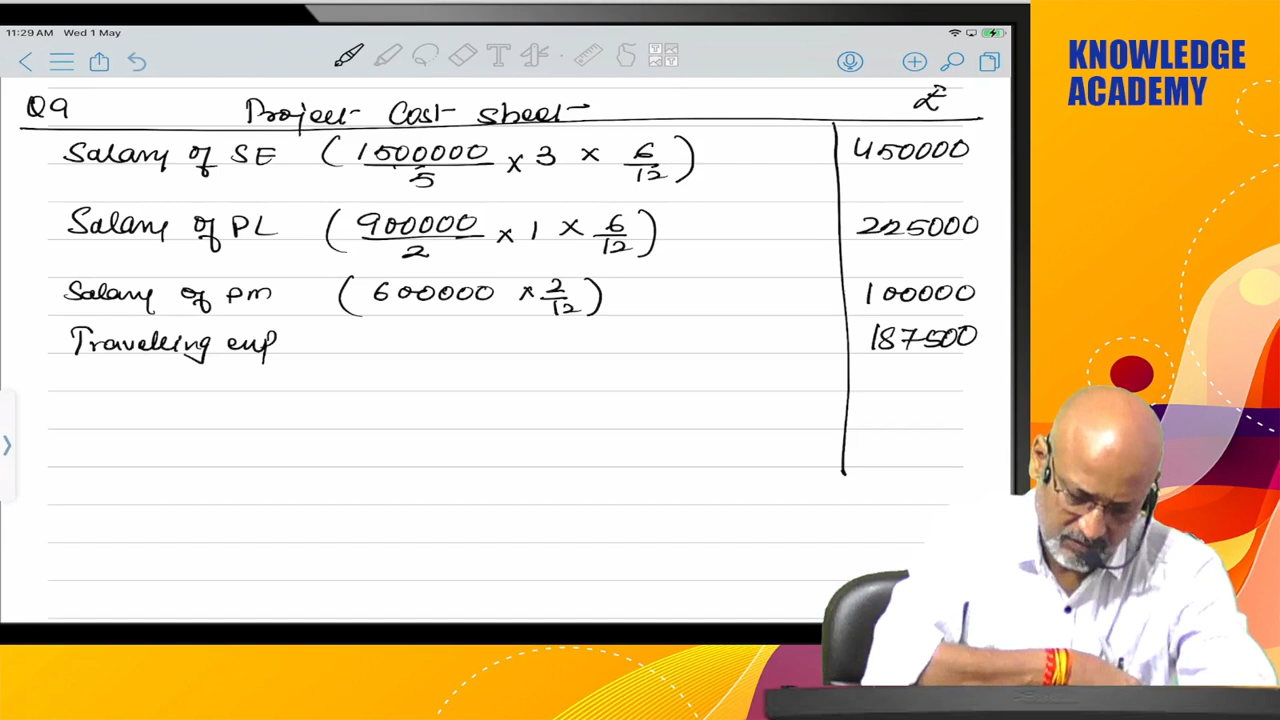 11:29 AM Wed 1 May
KNOWLEDGE
ACADEMY
Q9 Project Cost sheet ₹
Salary of SE ( 1500000 / 5 × 3 × 6 / 12 ) 450000
Salary of PL ( 900000 / 2 × 1 × 6 / 12 ) 225000
Salary of PM ( 600000 × 2 / 12 ) 100000
Travelling exp 187500